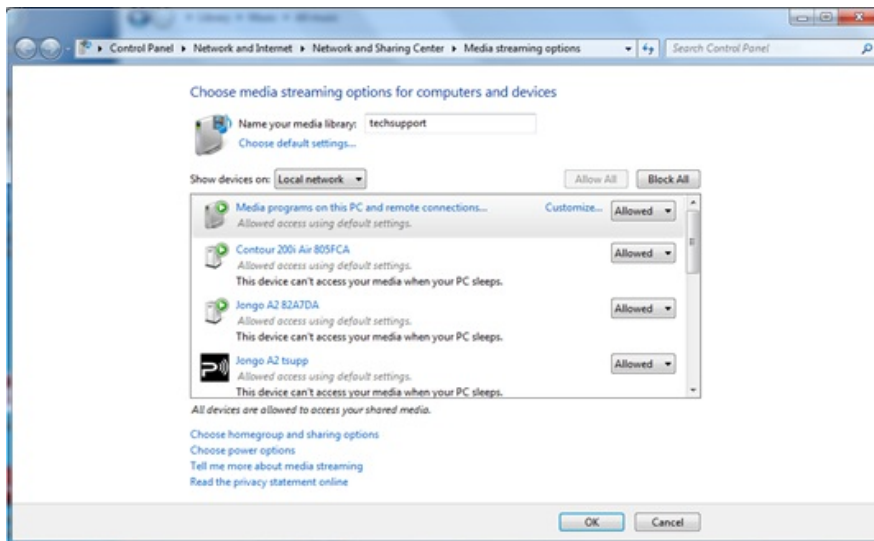 Control Panel ▸ Network and Internet ▸ Network and Sharing Center ▸ Media streaming options
Search Control Panel
Choose media streaming options for computers and devices
Name your media library: techsupport
Choose default settings...
Show devices on: Local network
Allow All
Block All
Media programs on this PC and remote connections...
Customize...
Allowed
Allowed access using default settings.
Contour 200i Air 805FCA
Allowed
Allowed access using default settings.
This device can't access your media when your PC sleeps.
Jongo A2 82A7DA
Allowed
Allowed access using default settings.
This device can't access your media when your PC sleeps.
Jongo A2 tsupp
Allowed
Allowed access using default settings.
This device can't access your media when your PC sleeps.
All devices are allowed to access your shared media.
Choose homegroup and sharing options
Choose power options
Tell me more about media streaming
Read the privacy statement online
OK
Cancel